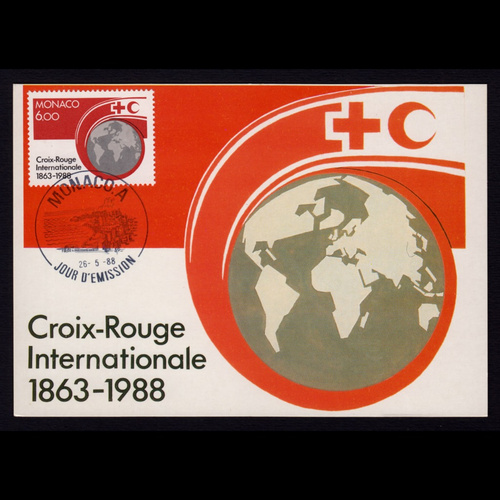 MONACO
6,00
Croix-Rouge
Internationale
1863-1988
MONACO.A
26- 5 -88
JOUR D'EMISSION
Croix-Rouge
Internationale
1863-1988